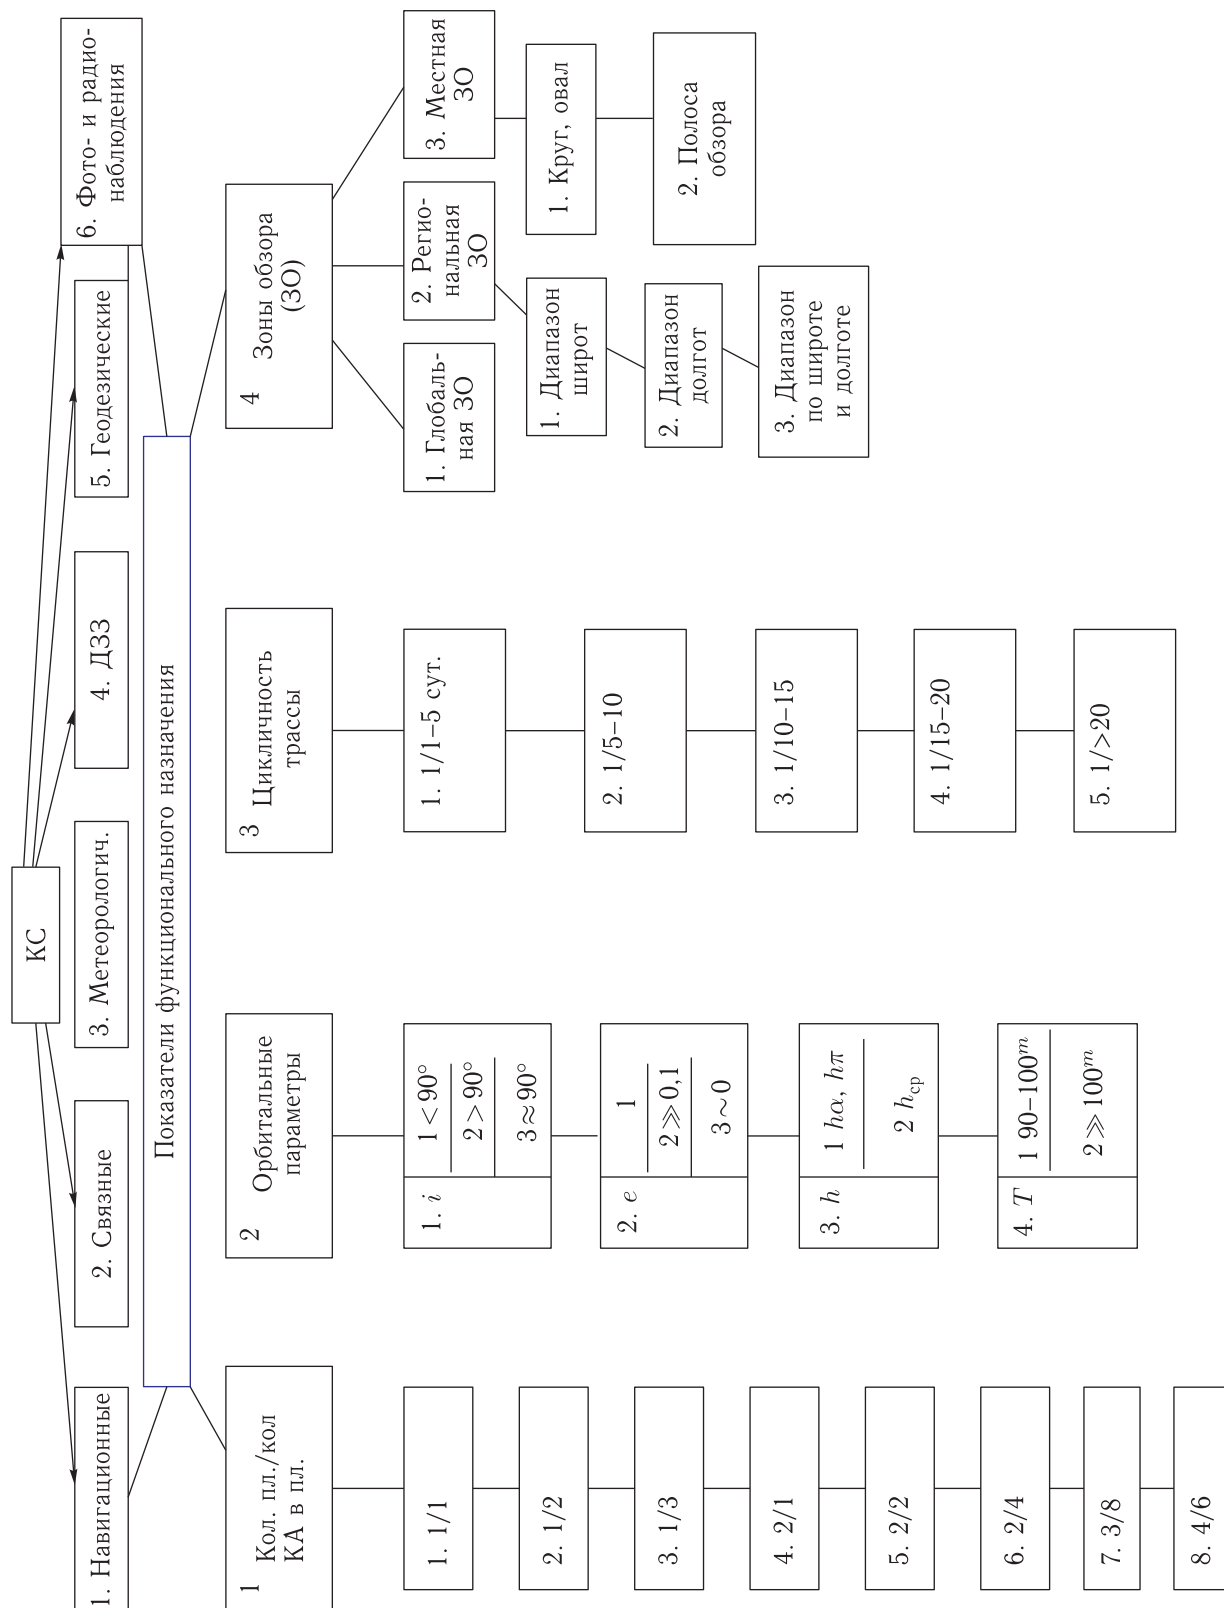 КС
1. Навигационные
2. Связные
3. Метеорологич.
4. ДЗЗ
5. Геодезические
6. Фото- и радио-
наблюдения
Показатели функционального назначения
1
Кол. пл./кол
КА в пл.
1. 1/1
2. 1/2
3. 1/3
4. 2/1
5. 2/2
6. 2/4
7. 3/8
8. 4/6
2
Орбитальные
параметры
1. i
1 < 90°
2 > 90°
3 ≈ 90°
2. e
1
2 ≫ 0,1
3 ∼ 0
3. h
1 hα, hπ
2 hср
4. T
1 90–100ᵐ
2 ≫ 100ᵐ
3
Цикличность
трассы
1. 1/1–5 сут.
2. 1/5–10
3. 1/10–15
4. 1/15–20
5. 1/>20
4
Зоны обзора
(ЗО)
1. Глобаль-
ная ЗО
2. Регио-
нальная
ЗО
1. Диапазон
широт
2. Диапазон
долгот
3. Диапазон
по широте
и долготе
3. Местная
ЗО
1. Круг, овал
2. Полоса
обзора